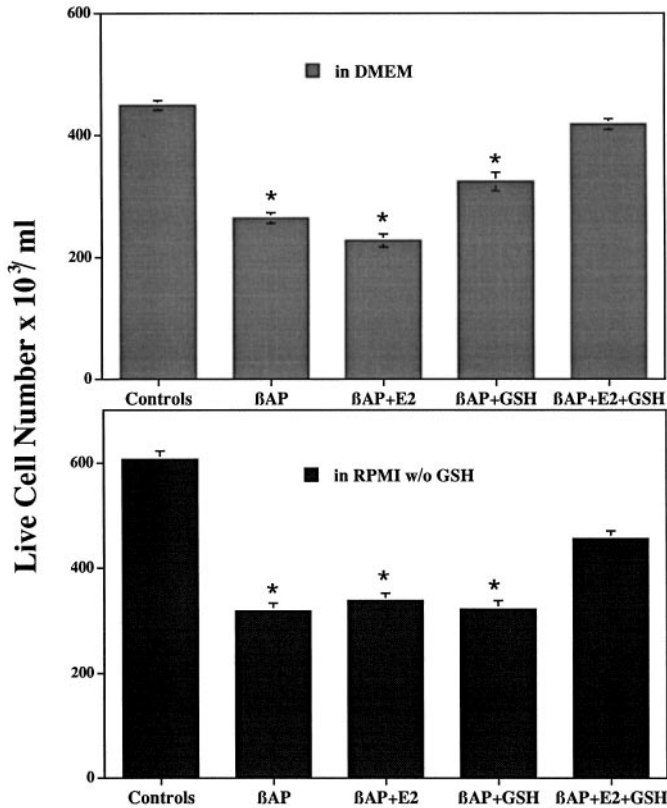 Live Cell Number x 10³/ ml
600
400
200
0
in DMEM
*
*
*
Controls ßAP ßAP+E2 ßAP+GSH ßAP+E2+GSH
600
400
200
0
in RPMI w/o GSH
*
*
*
Controls ßAP ßAP+E2 ßAP+GSH ßAP+E2+GSH